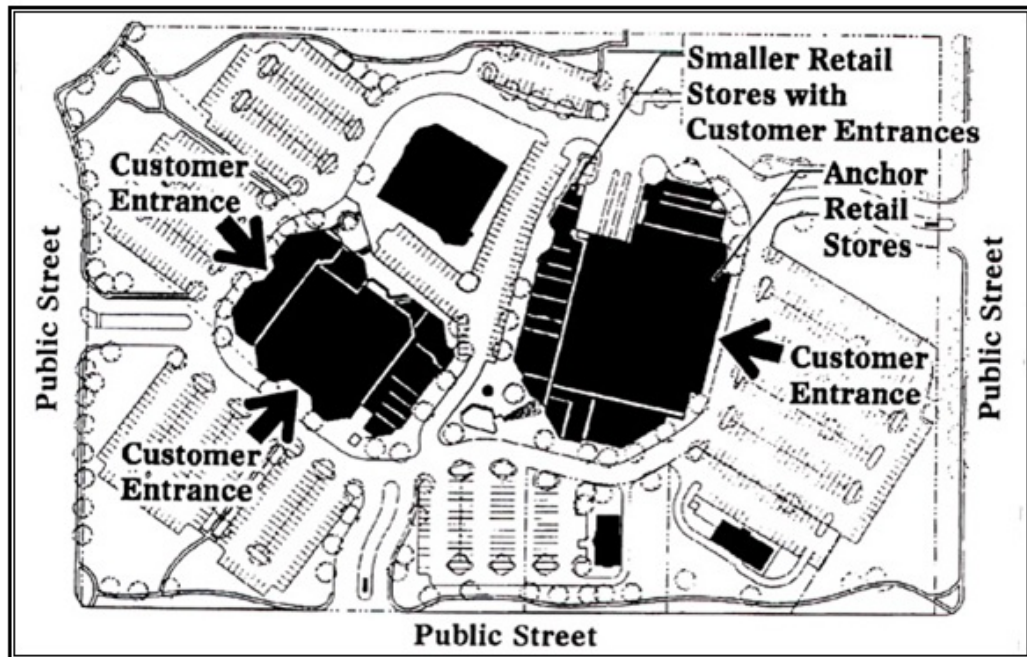 Smaller Retail
Stores with
Customer Entrances
Customer
Entrance
Anchor
Retail
Stores
Public Street
Public Street
Customer
Entrance
Customer
Entrance
Public Street